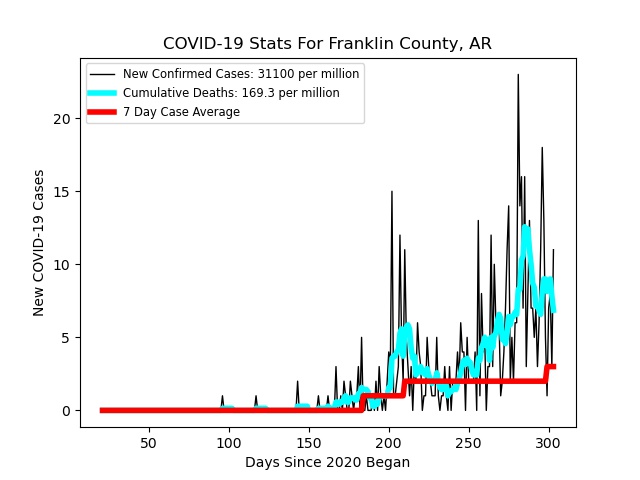 COVID-19 Stats For Franklin County, AR
New Confirmed Cases: 31100 per million
Cumulative Deaths: 169.3 per million
7 Day Case Average
New COVID-19 Cases
20
15
10
5
0
50 100 150 200 250 300
Days Since 2020 Began